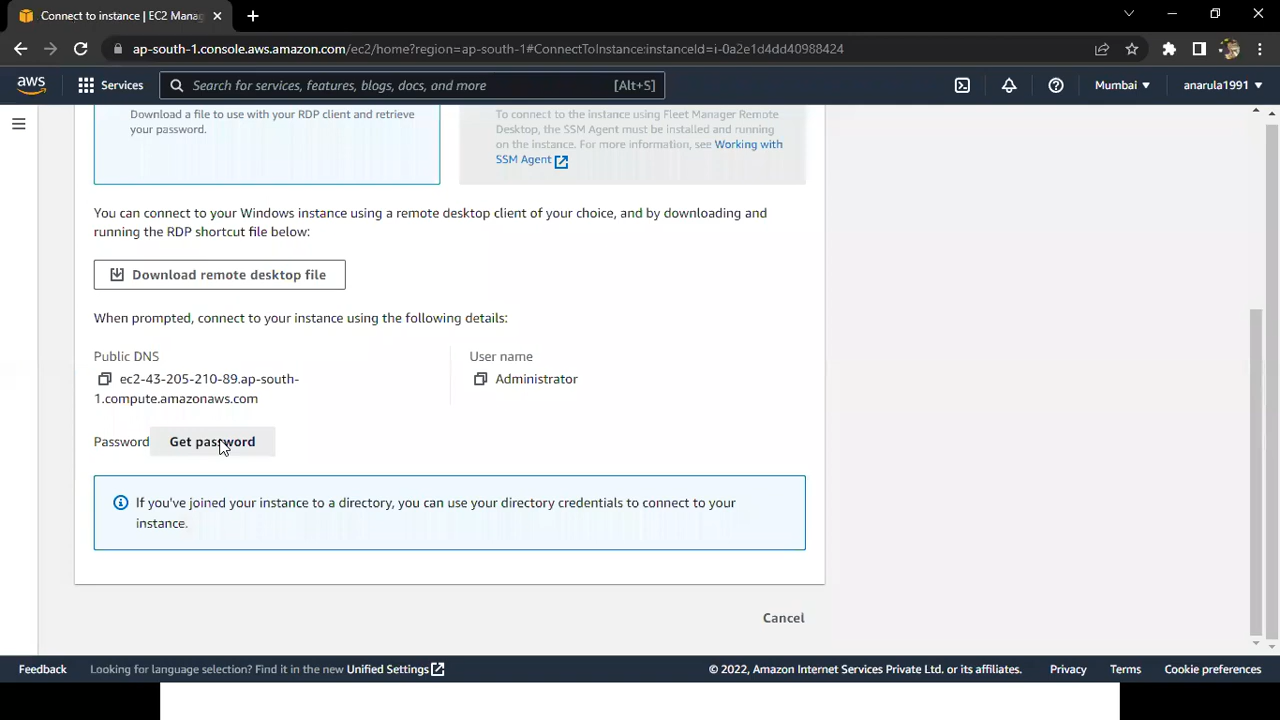 Connect to instance | EC2 Mana
ap-south-1.console.aws.amazon.com/ec2/home?region=ap-south-1#ConnectToInstance:instanceId=i-0a2e1d4dd40988424
aws
Services
Search for services, features, blogs, docs, and more
[Alt+S]
Mumbai
anarula1991
Download a file to use with your RDP client and retrieve
your password.
To connect to the instance using Fleet Manager Remote
Desktop, the SSM Agent must be installed and running
on the instance. For more information, see Working with
SSM Agent
You can connect to your Windows instance using a remote desktop client of your choice, and by downloading and
running the RDP shortcut file below:
Download remote desktop file
When prompted, connect to your instance using the following details:
Public DNS
ec2-43-205-210-89.ap-south-
1.compute.amazonaws.com
User name
Administrator
Password
Get password
If you've joined your instance to a directory, you can use your directory credentials to connect to your
instance.
Cancel
Feedback
Looking for language selection? Find it in the new Unified Settings
© 2022, Amazon Internet Services Private Ltd. or its affiliates.
Privacy
Terms
Cookie preferences